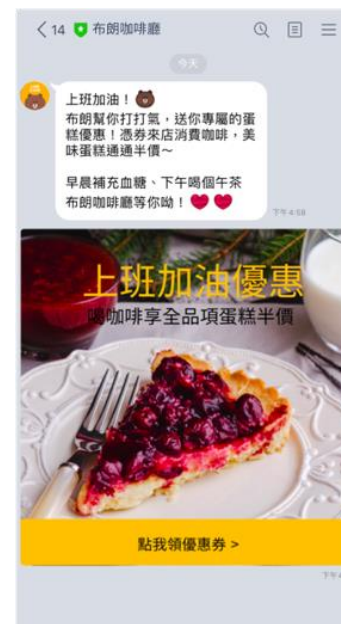 14 布朗咖啡廳
今天
上班加油！
布朗幫你打打氣，送你專屬的蛋
糕優惠！憑券來店消費咖啡，美
味蛋糕通通半價～
早晨補充血糖、下午喝個午茶
布朗咖啡廳等你呦！
下午 4:58
上班加油優惠
喝咖啡享全品項蛋糕半價
點我領優惠券 >
下午